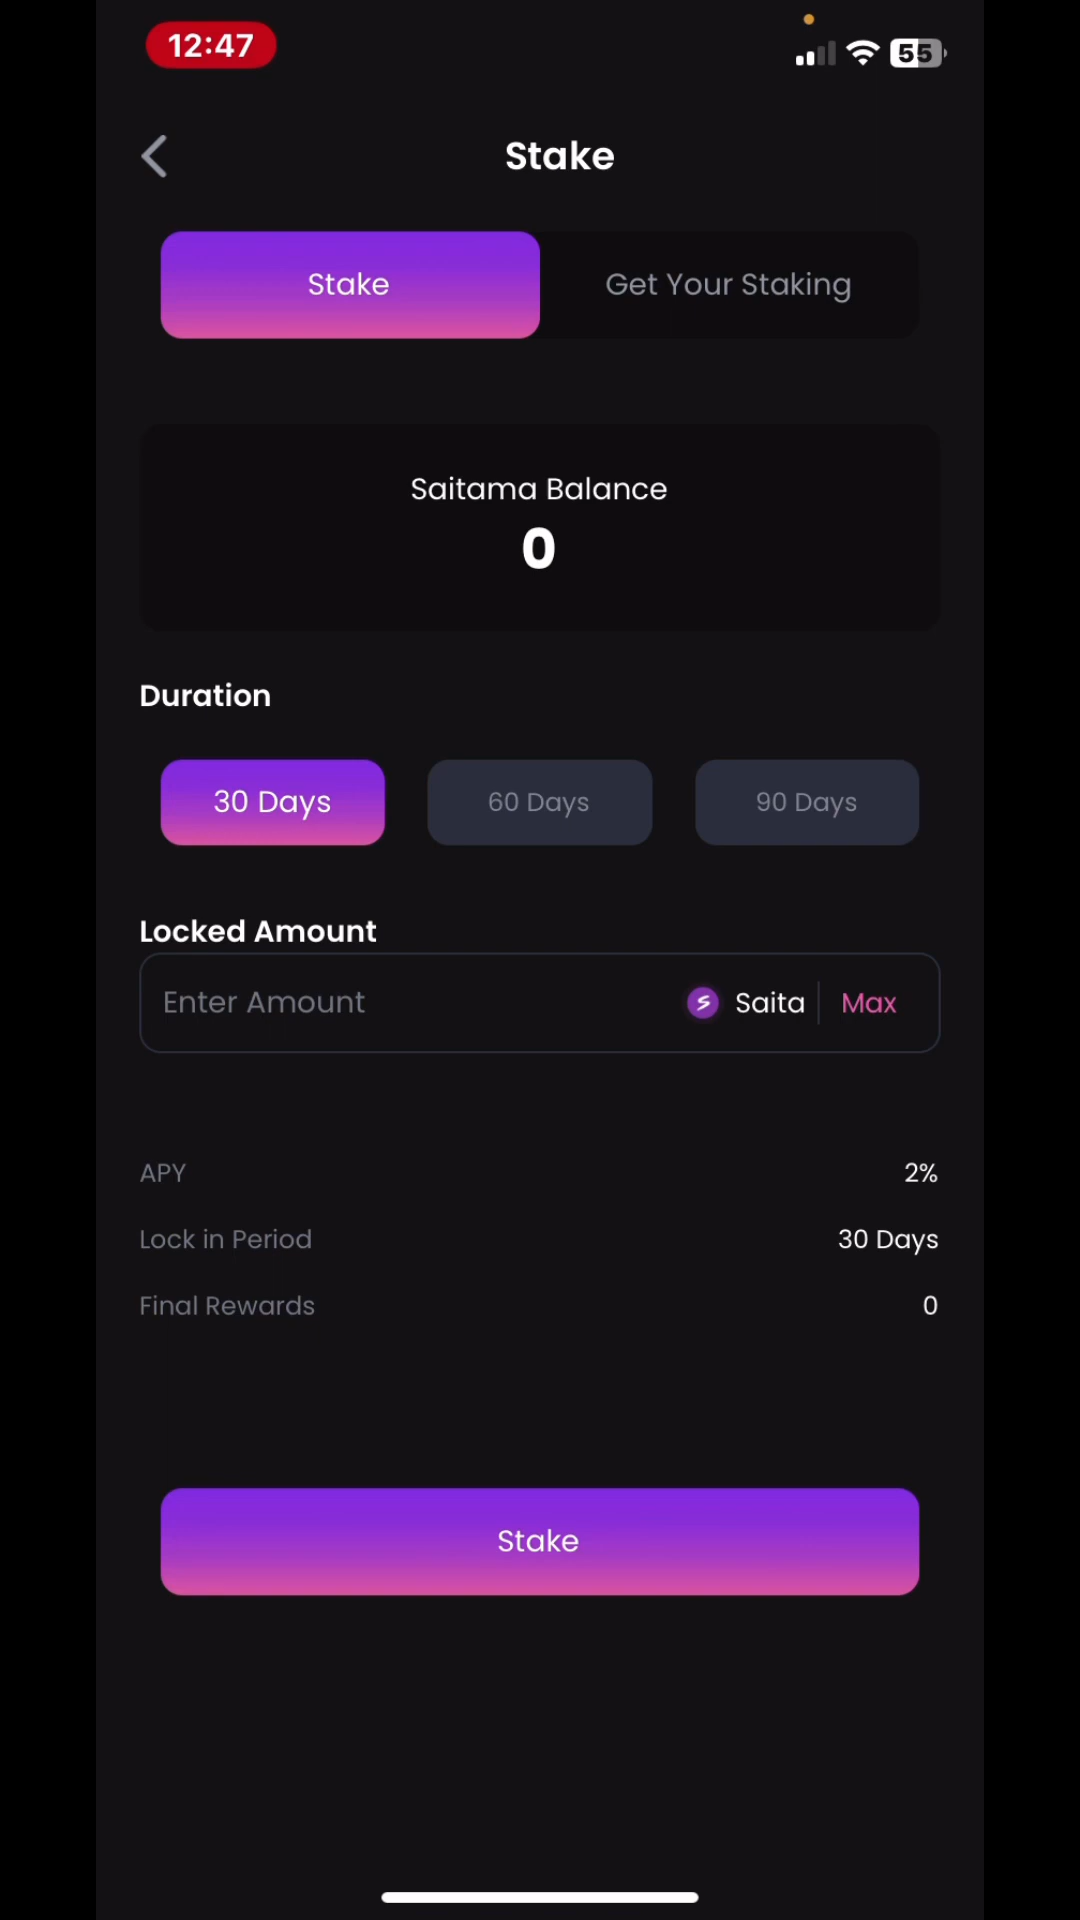 12:47
55
Stake
Stake
Get Your Staking
Saitama Balance
0
Duration
30 Days
60 Days
90 Days
Locked Amount
Enter Amount
Saita
Max
APY
2%
Lock in Period
30 Days
Final Rewards
0
Stake